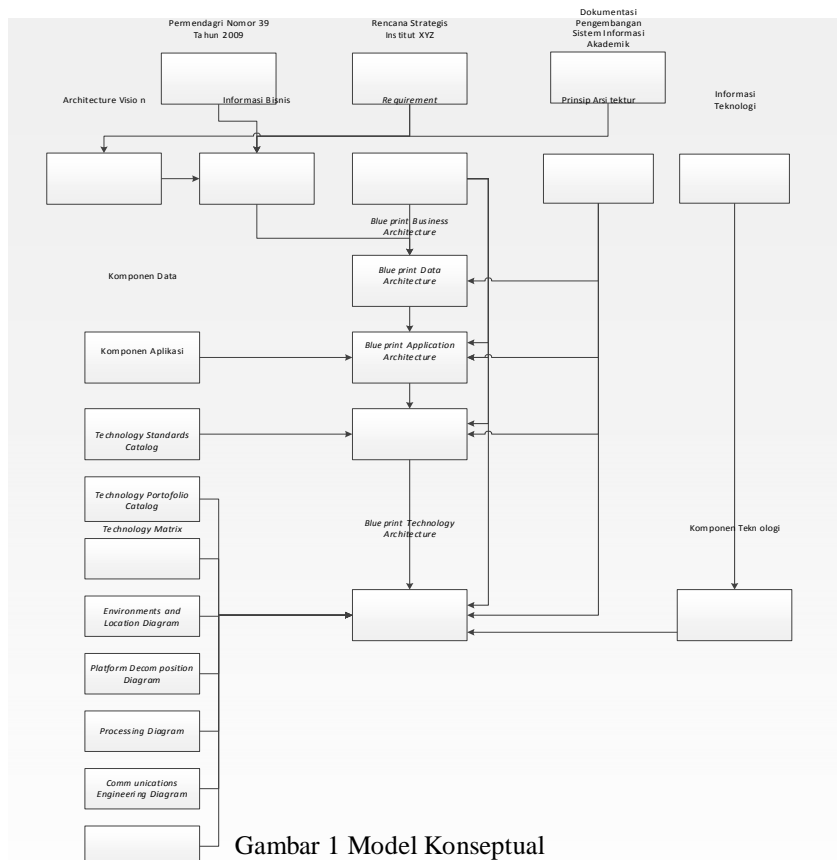 Permendagri Nomor 39
Tahun 2009
Rencana Strategis
Institut XYZ
Dokumentasi
Pengembangan
Sistem Informasi
Akademik
Architecture Vision
Informasi Bisnis
Requirement
Prinsip Arsitektur
Informasi
Teknologi
Blue print Business
Architecture
Komponen Data
Blue print Data
Architecture
Komponen Aplikasi
Blue print Application
Architecture
Technology Standards
Catalog
Technology Portofolio
Catalog
Technology Matrix
Blue print Technology
Architecture
Komponen Teknologi
Environments and
Location Diagram
Platform Decomposition
Diagram
Processing Diagram
Communications
Engineering Diagram
Gambar 1 Model Konseptual